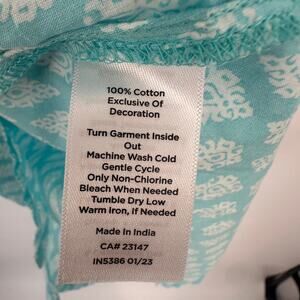 100% Cotton
Exclusive Of
Decoration
Turn Garment Inside
Out
Machine Wash Cold
Gentle Cycle
Only Non-Chlorine
Bleach When Needed
Tumble Dry Low
Warm Iron, If Needed
Made In India
CA# 23147
IN5386 01/23